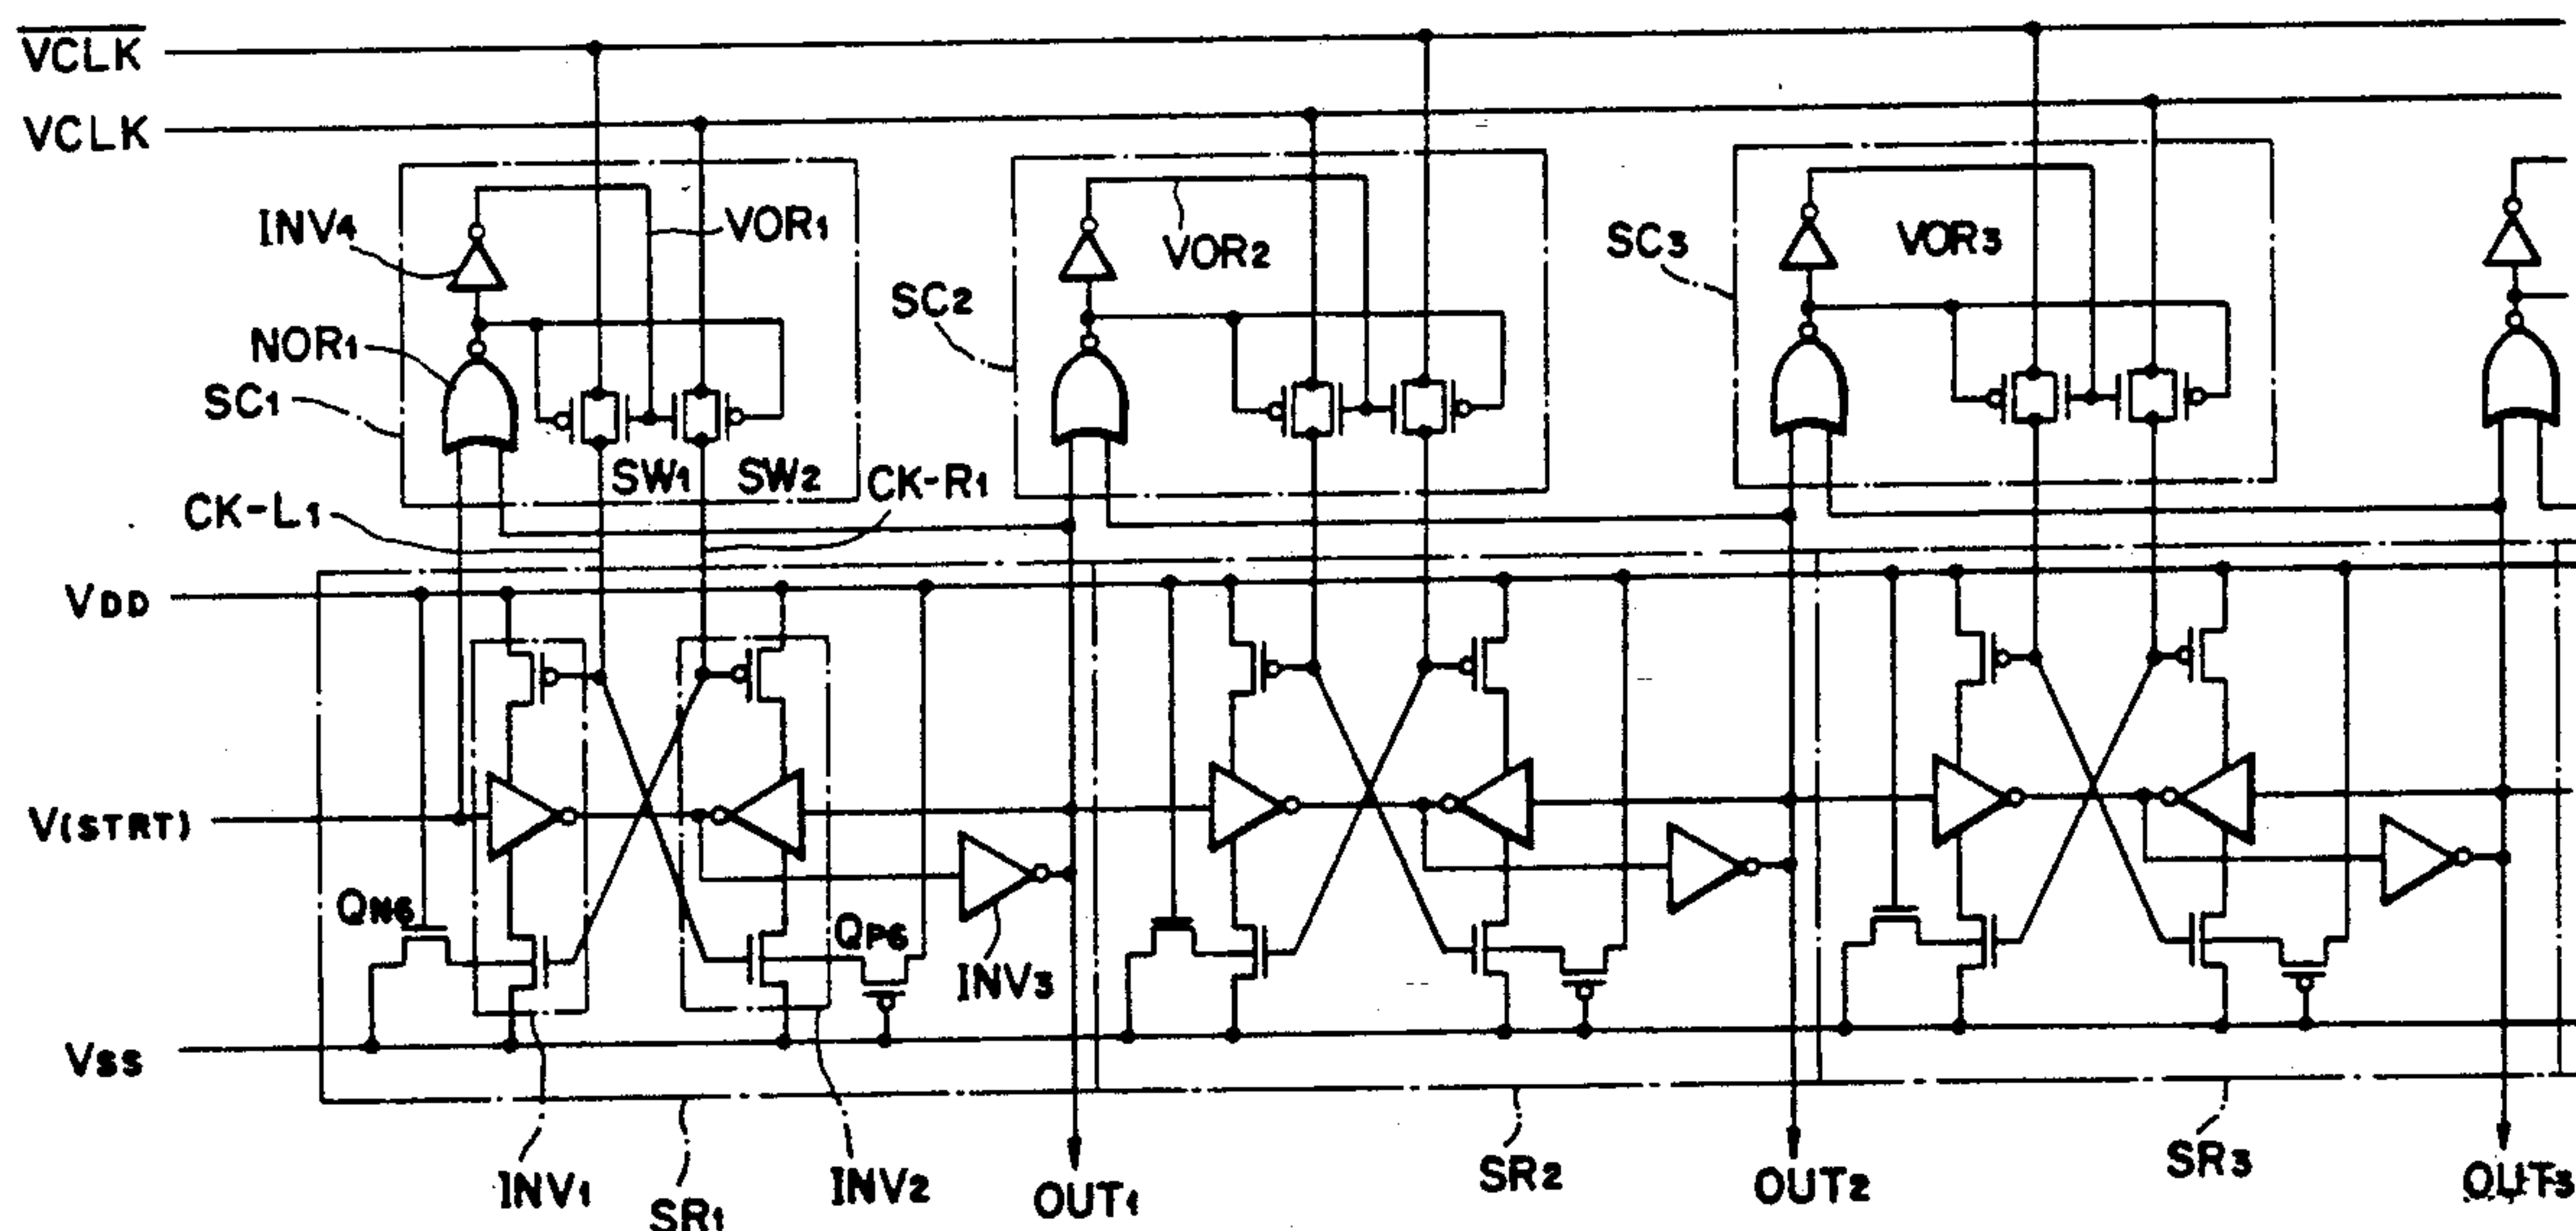 V̅C̅L̅K̅
VCLK
INV4
VOR1
VOR2
VOR3
SC3
SC2
NOR1
SC1
SW1
SW2
CK-R1
CK-L1
VDD
V(STRT)
QN6
QP6
INV3
VSS
INV1
SR1
INV2
OUT1
SR2
OUT2
SR3
OUT3